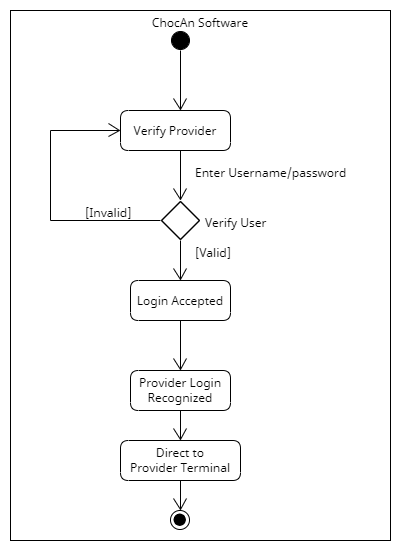 ChocAn Software
Verify Provider
Enter Username/password
[Invalid]
Verify User
[Valid]
Login Accepted
Provider Login
Recognized
Direct to
Provider Terminal